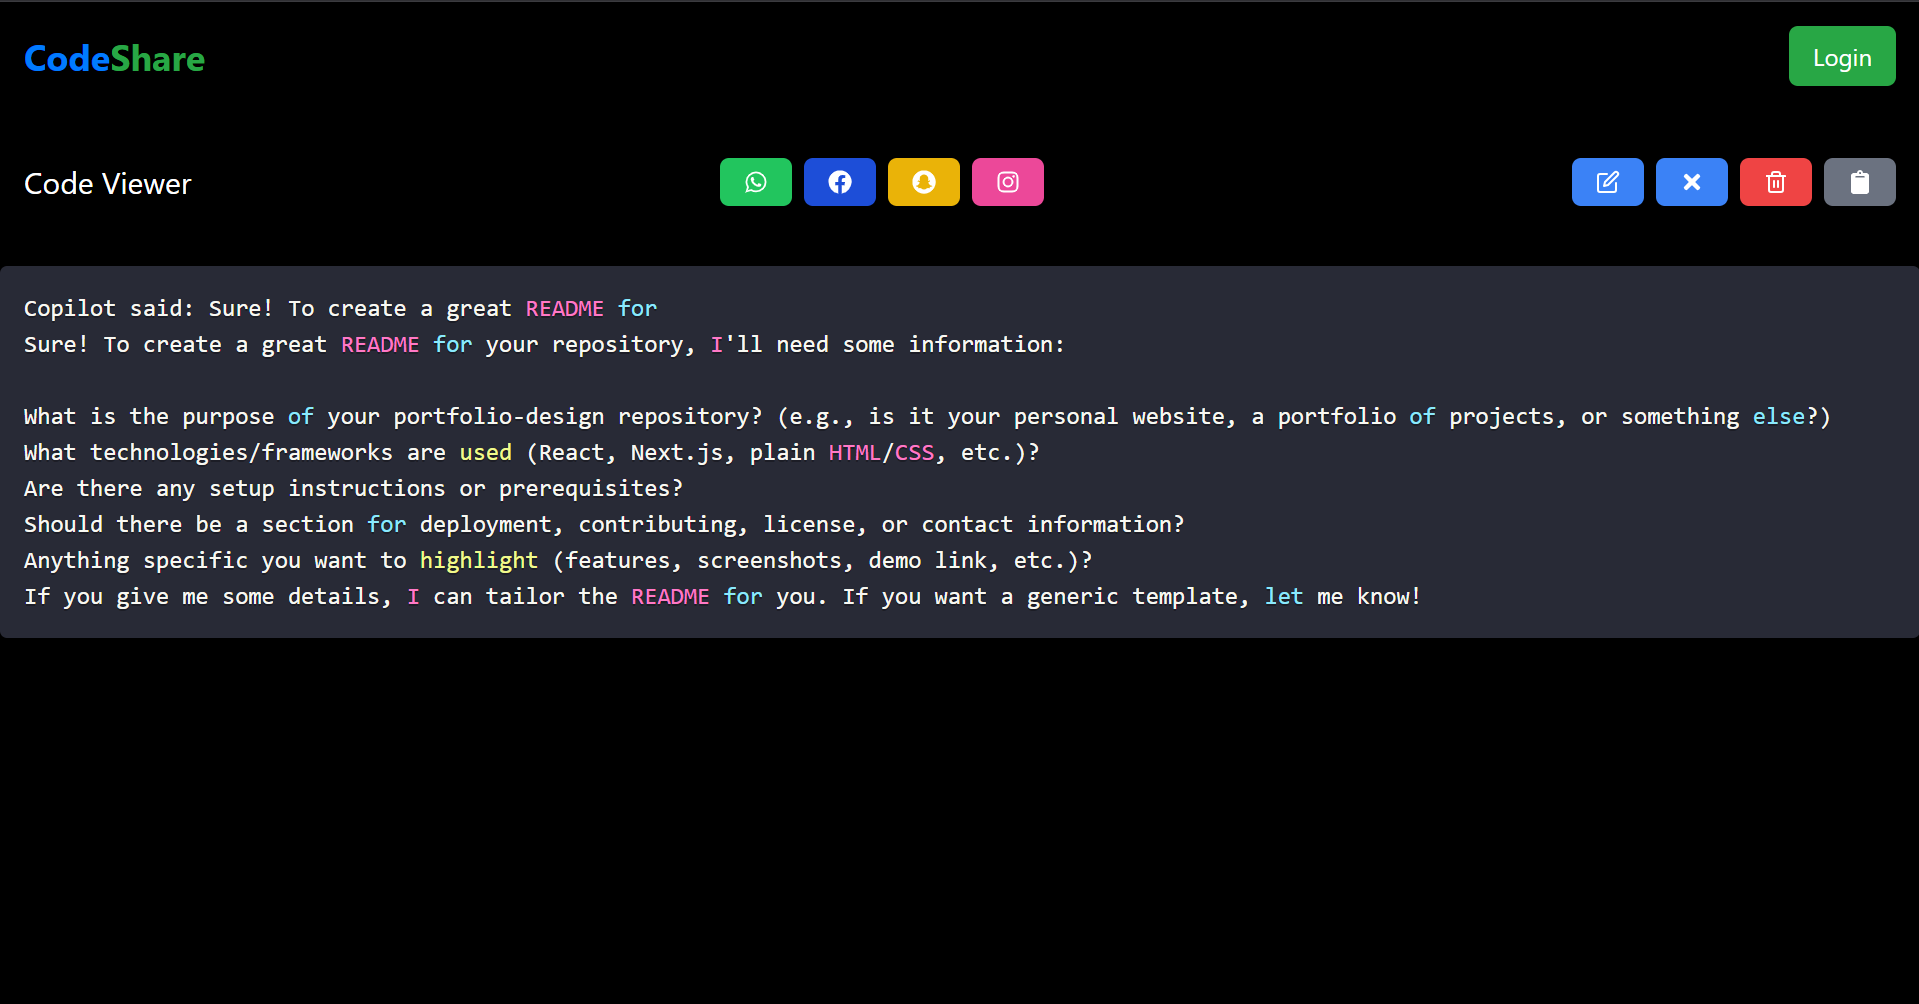 CodeShare
Login
Code Viewer
Copilot said: Sure! To create a great README for
Sure! To create a great README for your repository, I'll need some information:
What is the purpose of your portfolio-design repository? (e.g., is it your personal website, a portfolio of projects, or something else?)
What technologies/frameworks are used (React, Next.js, plain HTML/CSS, etc.)?
Are there any setup instructions or prerequisites?
Should there be a section for deployment, contributing, license, or contact information?
Anything specific you want to highlight (features, screenshots, demo link, etc.)?
If you give me some details, I can tailor the README for you. If you want a generic template, let me know!